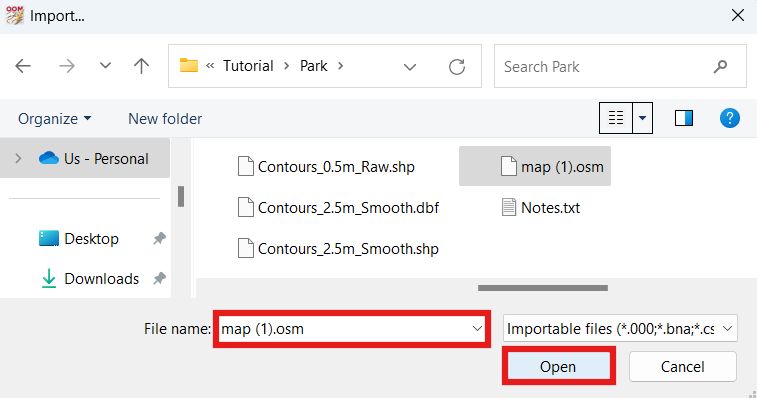 OOM
Import...
« Tutorial > Park >
Search Park
Organize
New folder
?
Us - Personal
Desktop
Downloads
Contours_0.5m_Raw.shp
Contours_2.5m_Smooth.dbf
Contours_2.5m_Smooth.shp
map (1).osm
Notes.txt
File name: map (1).osm
Importable files (*.000;*.bna;*.cs
Open
Cancel